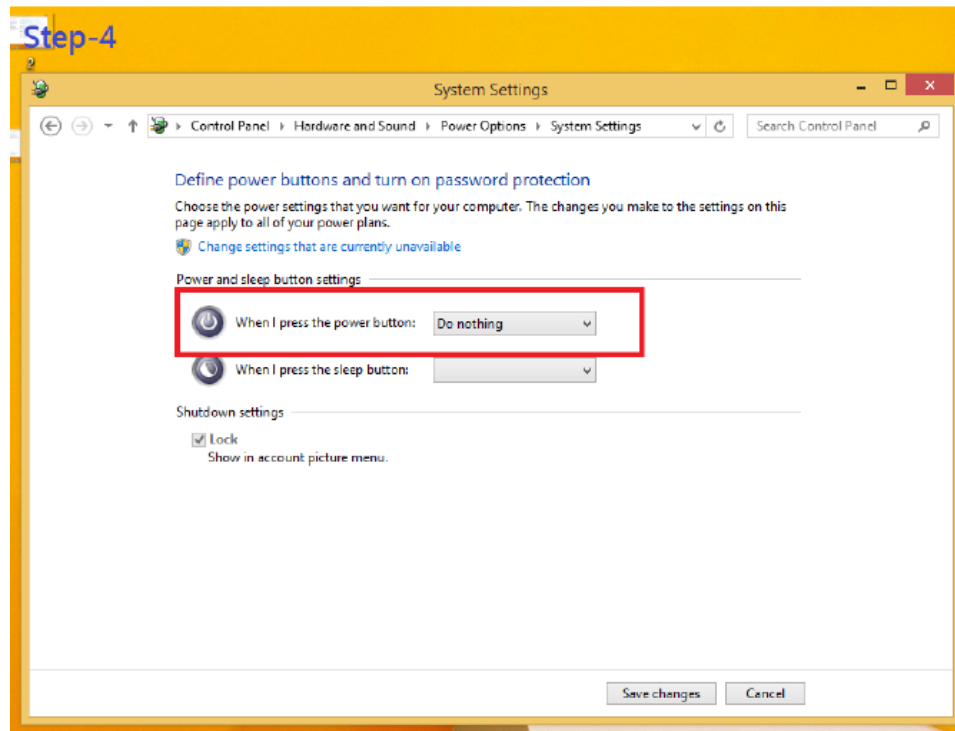 Step-4
System Settings
Control Panel Hardware and Sound Power Options System Settings Search Control Panel
Define power buttons and turn on password protection
Choose the power settings that you want for your computer. The changes you make to the settings on this
page apply to all of your power plans.
Change settings that are currently unavailable
Power and sleep button settings
When I press the power button: Do nothing
When I press the sleep button:
Shutdown settings
Lock
Show in account picture menu.
Save changes Cancel